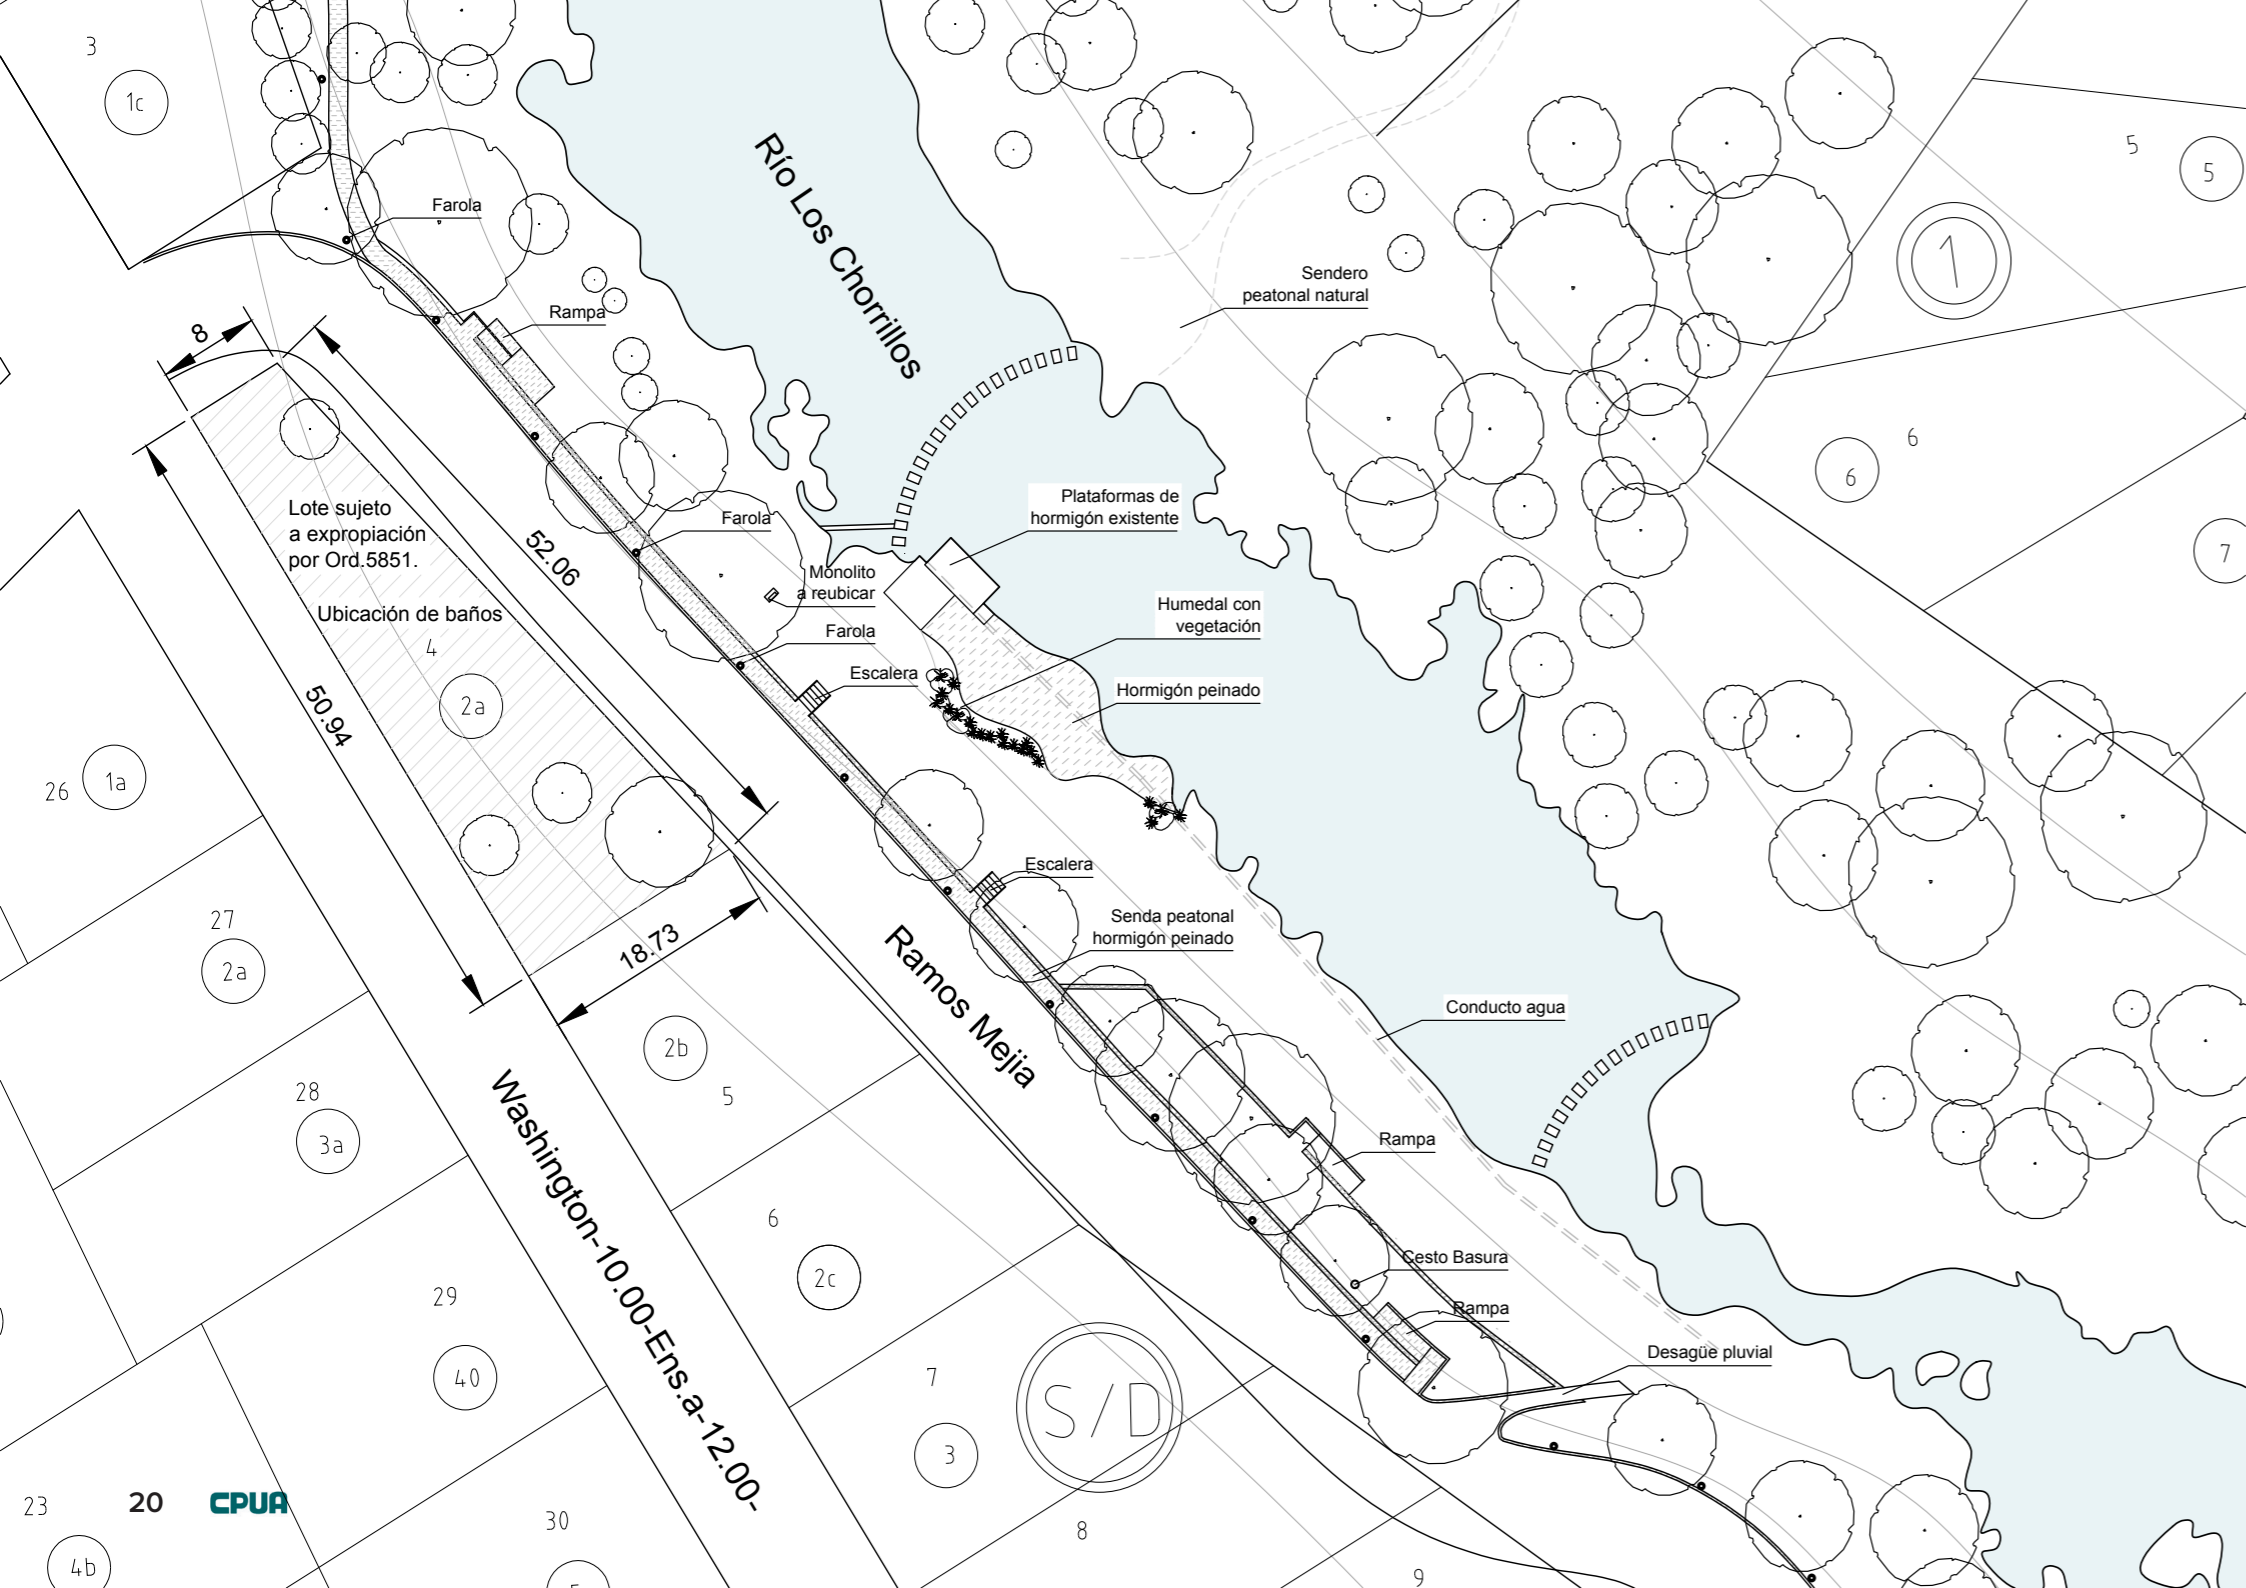 3
1c
Farola
Río Los Chorrillos
5
5
1
Sendero
peatonal natural
Rampa
8
6
6
Lote sujeto
a expropiación
por Ord.5851.
Ubicación de baños
4
2a
52.06
50.94
Farola
Plataformas de
hormigón existente
Monolito
a reubicar
Humedal con
vegetación
Farola
Escalera
Hormigón peinado
7
26
1a
27
2a
18.73
Escalera
Senda peatonal
hormigón peinado
Ramos Mejia
Conducto agua
2b
5
28
3a
Washington-10.00-Ens.a-12.00-
6
2c
Rampa
Cesto Basura
Rampa
Desagüe pluvial
29
40
7
3
S/D
23
4b
20
CPUA
30
8
9